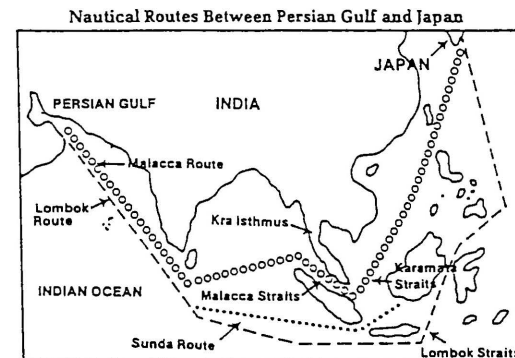 Nautical Routes Between Persian Gulf and Japan
JAPAN
PERSIAN GULF
INDIA
Malacca Route
Lombok
Route
Kra Isthmus
Karamata
Straits
Malacca Straits
INDIAN OCEAN
Sunda Route
Lombok Straits